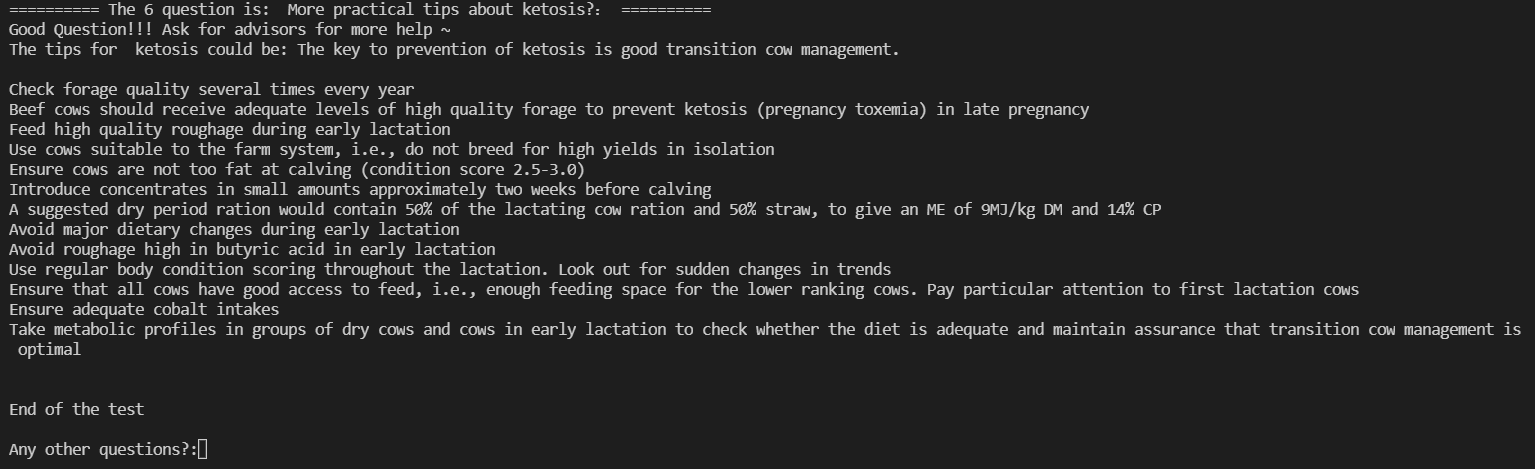 ========== The 6 question is:  More practical tips about ketosis?:  ==========
Good Question!!! Ask for advisors for more help ~
The tips for  ketosis could be: The key to prevention of ketosis is good transition cow management.
Check forage quality several times every year
Beef cows should receive adequate levels of high quality forage to prevent ketosis (pregnancy toxemia) in late pregnancy
Feed high quality roughage during early lactation
Use cows suitable to the farm system, i.e., do not breed for high yields in isolation
Ensure cows are not too fat at calving (condition score 2.5-3.0)
Introduce concentrates in small amounts approximately two weeks before calving
A suggested dry period ration would contain 50% of the lactating cow ration and 50% straw, to give an ME of 9MJ/kg DM and 14% CP
Avoid major dietary changes during early lactation
Avoid roughage high in butyric acid in early lactation
Use regular body condition scoring throughout the lactation. Look out for sudden changes in trends
Ensure that all cows have good access to feed, i.e., enough feeding space for the lower ranking cows. Pay particular attention to first lactation cows
Ensure adequate cobalt intakes
Take metabolic profiles in groups of dry cows and cows in early lactation to check whether the diet is adequate and maintain assurance that transition cow management is
optimal
End of the test
Any other questions?: